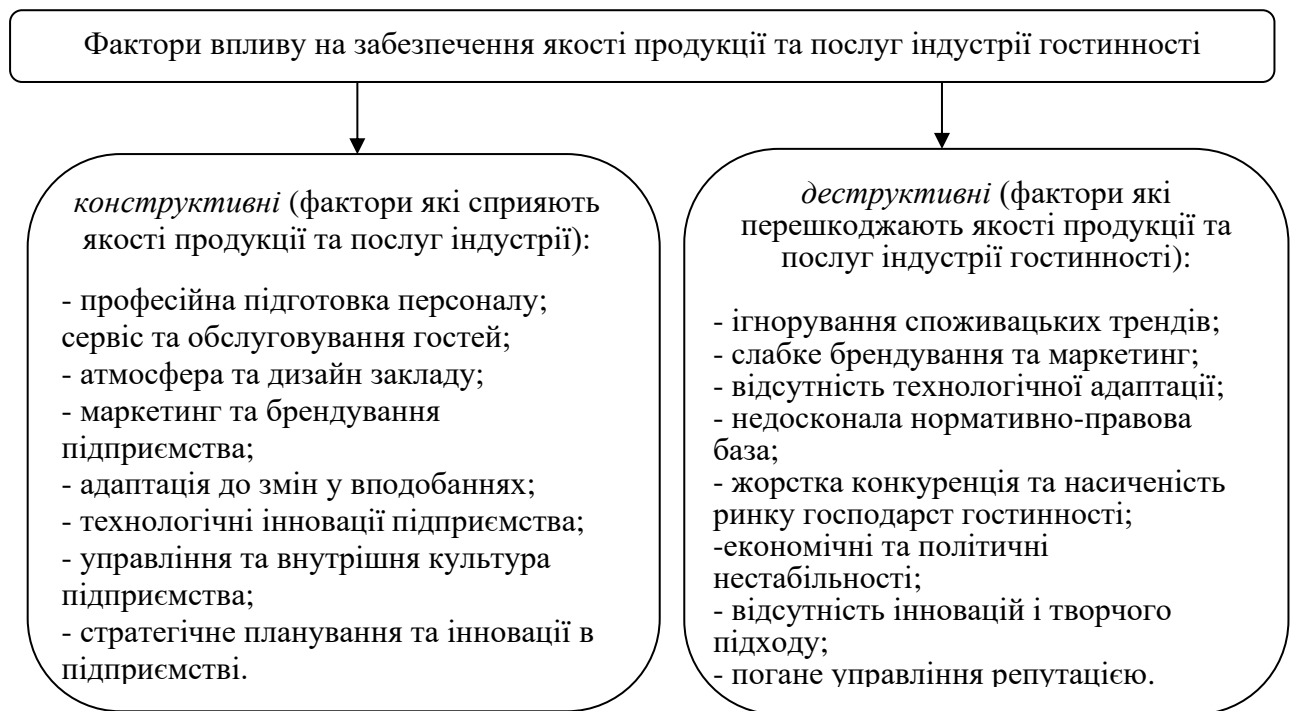 Фактори впливу на забезпечення якості продукції та послуг індустрії гостинності
конструктивні (фактори які сприяють
якості продукції та послуг індустрії):
- професійна підготовка персоналу;
сервіс та обслуговування гостей;
- атмосфера та дизайн закладу;
- маркетинг та брендування
підприємства;
- адаптація до змін у вподобаннях;
- технологічні інновації підприємства;
- управління та внутрішня культура
підприємства;
- стратегічне планування та інновації в
підприємстві.
деструктивні (фактори які
перешкоджають якості продукції та
послуг індустрії гостинності):
- ігнорування споживацьких трендів;
- слабке брендування та маркетинг;
- відсутність технологічної адаптації;
- недосконала нормативно-правова
база;
- жорстка конкуренція та насиченість
ринку господарст гостинності;
-економічні та політичні
нестабільності;
- відсутність інновацій і творчого
підходу;
- погане управління репутацією.